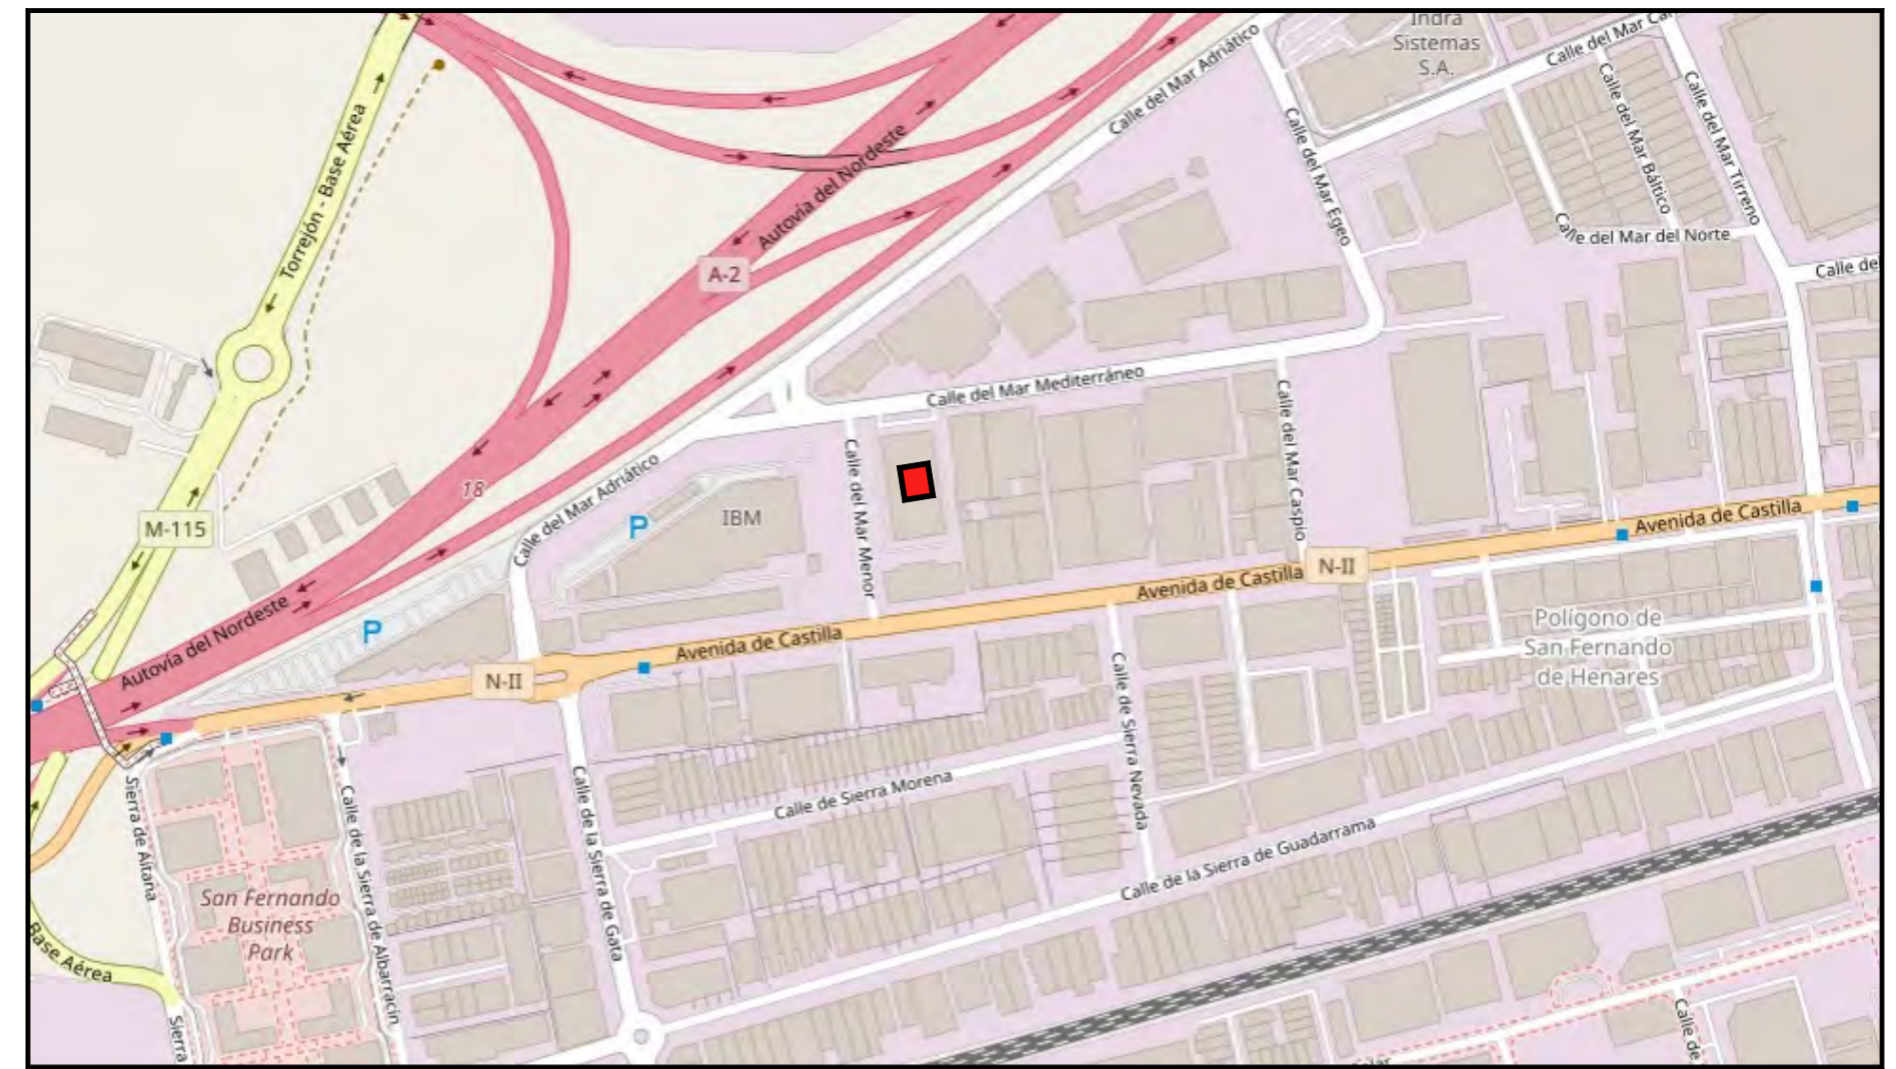 Indra
Sistemas
S.A.
Calle del Mar
Calle del Mar Adriático
Torrejón - Base Aérea
Autovía del Nordeste
Calle del Mar Egeo
Calle del Mar Báltico
Calle del Mar Tirreno
Calle del Mar del Norte
Calle de
A-2
Calle del Mar Mediterráneo
Calle del Mar Adriático
18
Calle del Mar Menor
Calle del Mar Caspio
P
IBM
M-115
Avenida de Castilla
N-II
Avenida de Castilla
Autovía del Nordeste
P
Avenida de Castilla
N-II
Polígono de
San Fernando
de Henares
Calle de Sierra Nevada
Calle de Sierra Morena
Sierra de Aitana
Calle de la Sierra de Albarracín
Calle de la Sierra de Gata
Calle de la Sierra de Guadarrama
San Fernando
Business
Park
Base Aérea
Sierra
Calle de